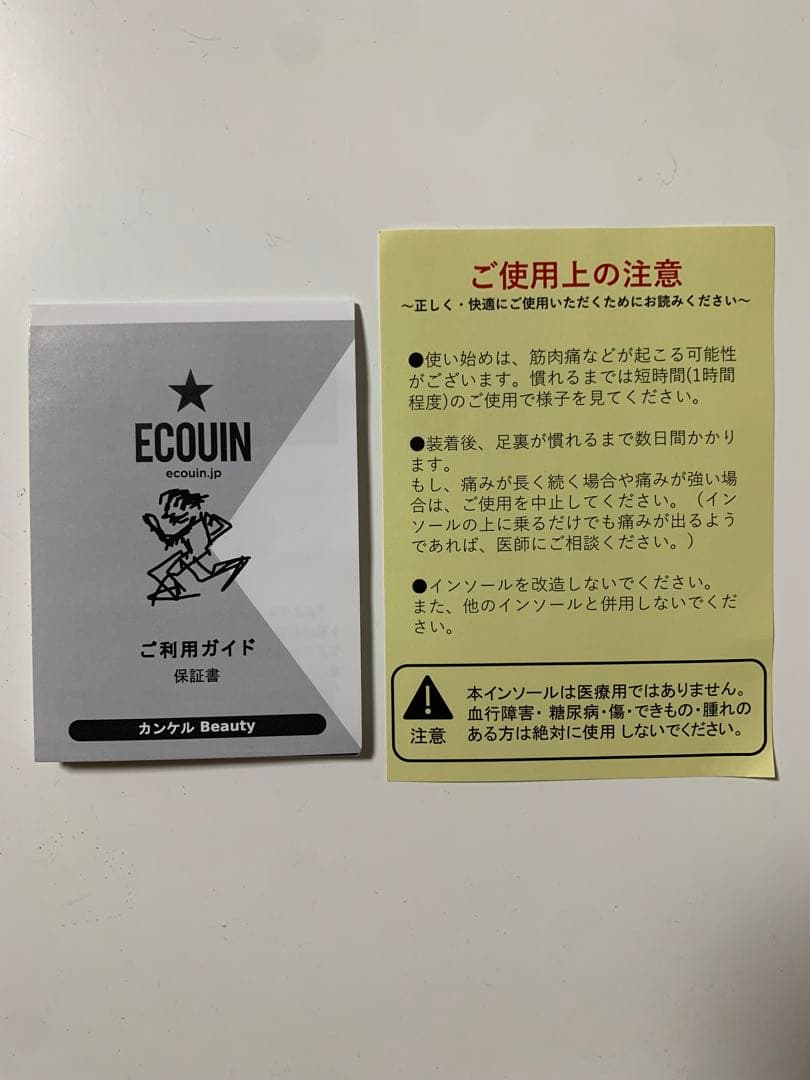 ECOUIN
ecouin.jp
ご利用ガイド
保証書
カンケル Beauty
ご使用上の注意
～正しく・快適にご使用いただくためにお読みください～
●使い始めは、筋肉痛などが起こる可能性
がございます。慣れるまでは短時間(1時間
程度)のご使用で様子を見てください。
●装着後、足裏が慣れるまで数日間かかり
ます。
もし、痛みが長く続く場合や痛みが強い場
合は、ご使用を中止してください。（イン
ソールの上に乗るだけでも痛みが出るよう
であれば、医師にご相談ください。）
●インソールを改造しないでください。
また、他のインソールと併用しないでくだ
さい。
注意
本インソールは医療用ではありません。
血行障害・糖尿病・傷・できもの・腫れの
ある方は絶対に使用 しないでください。